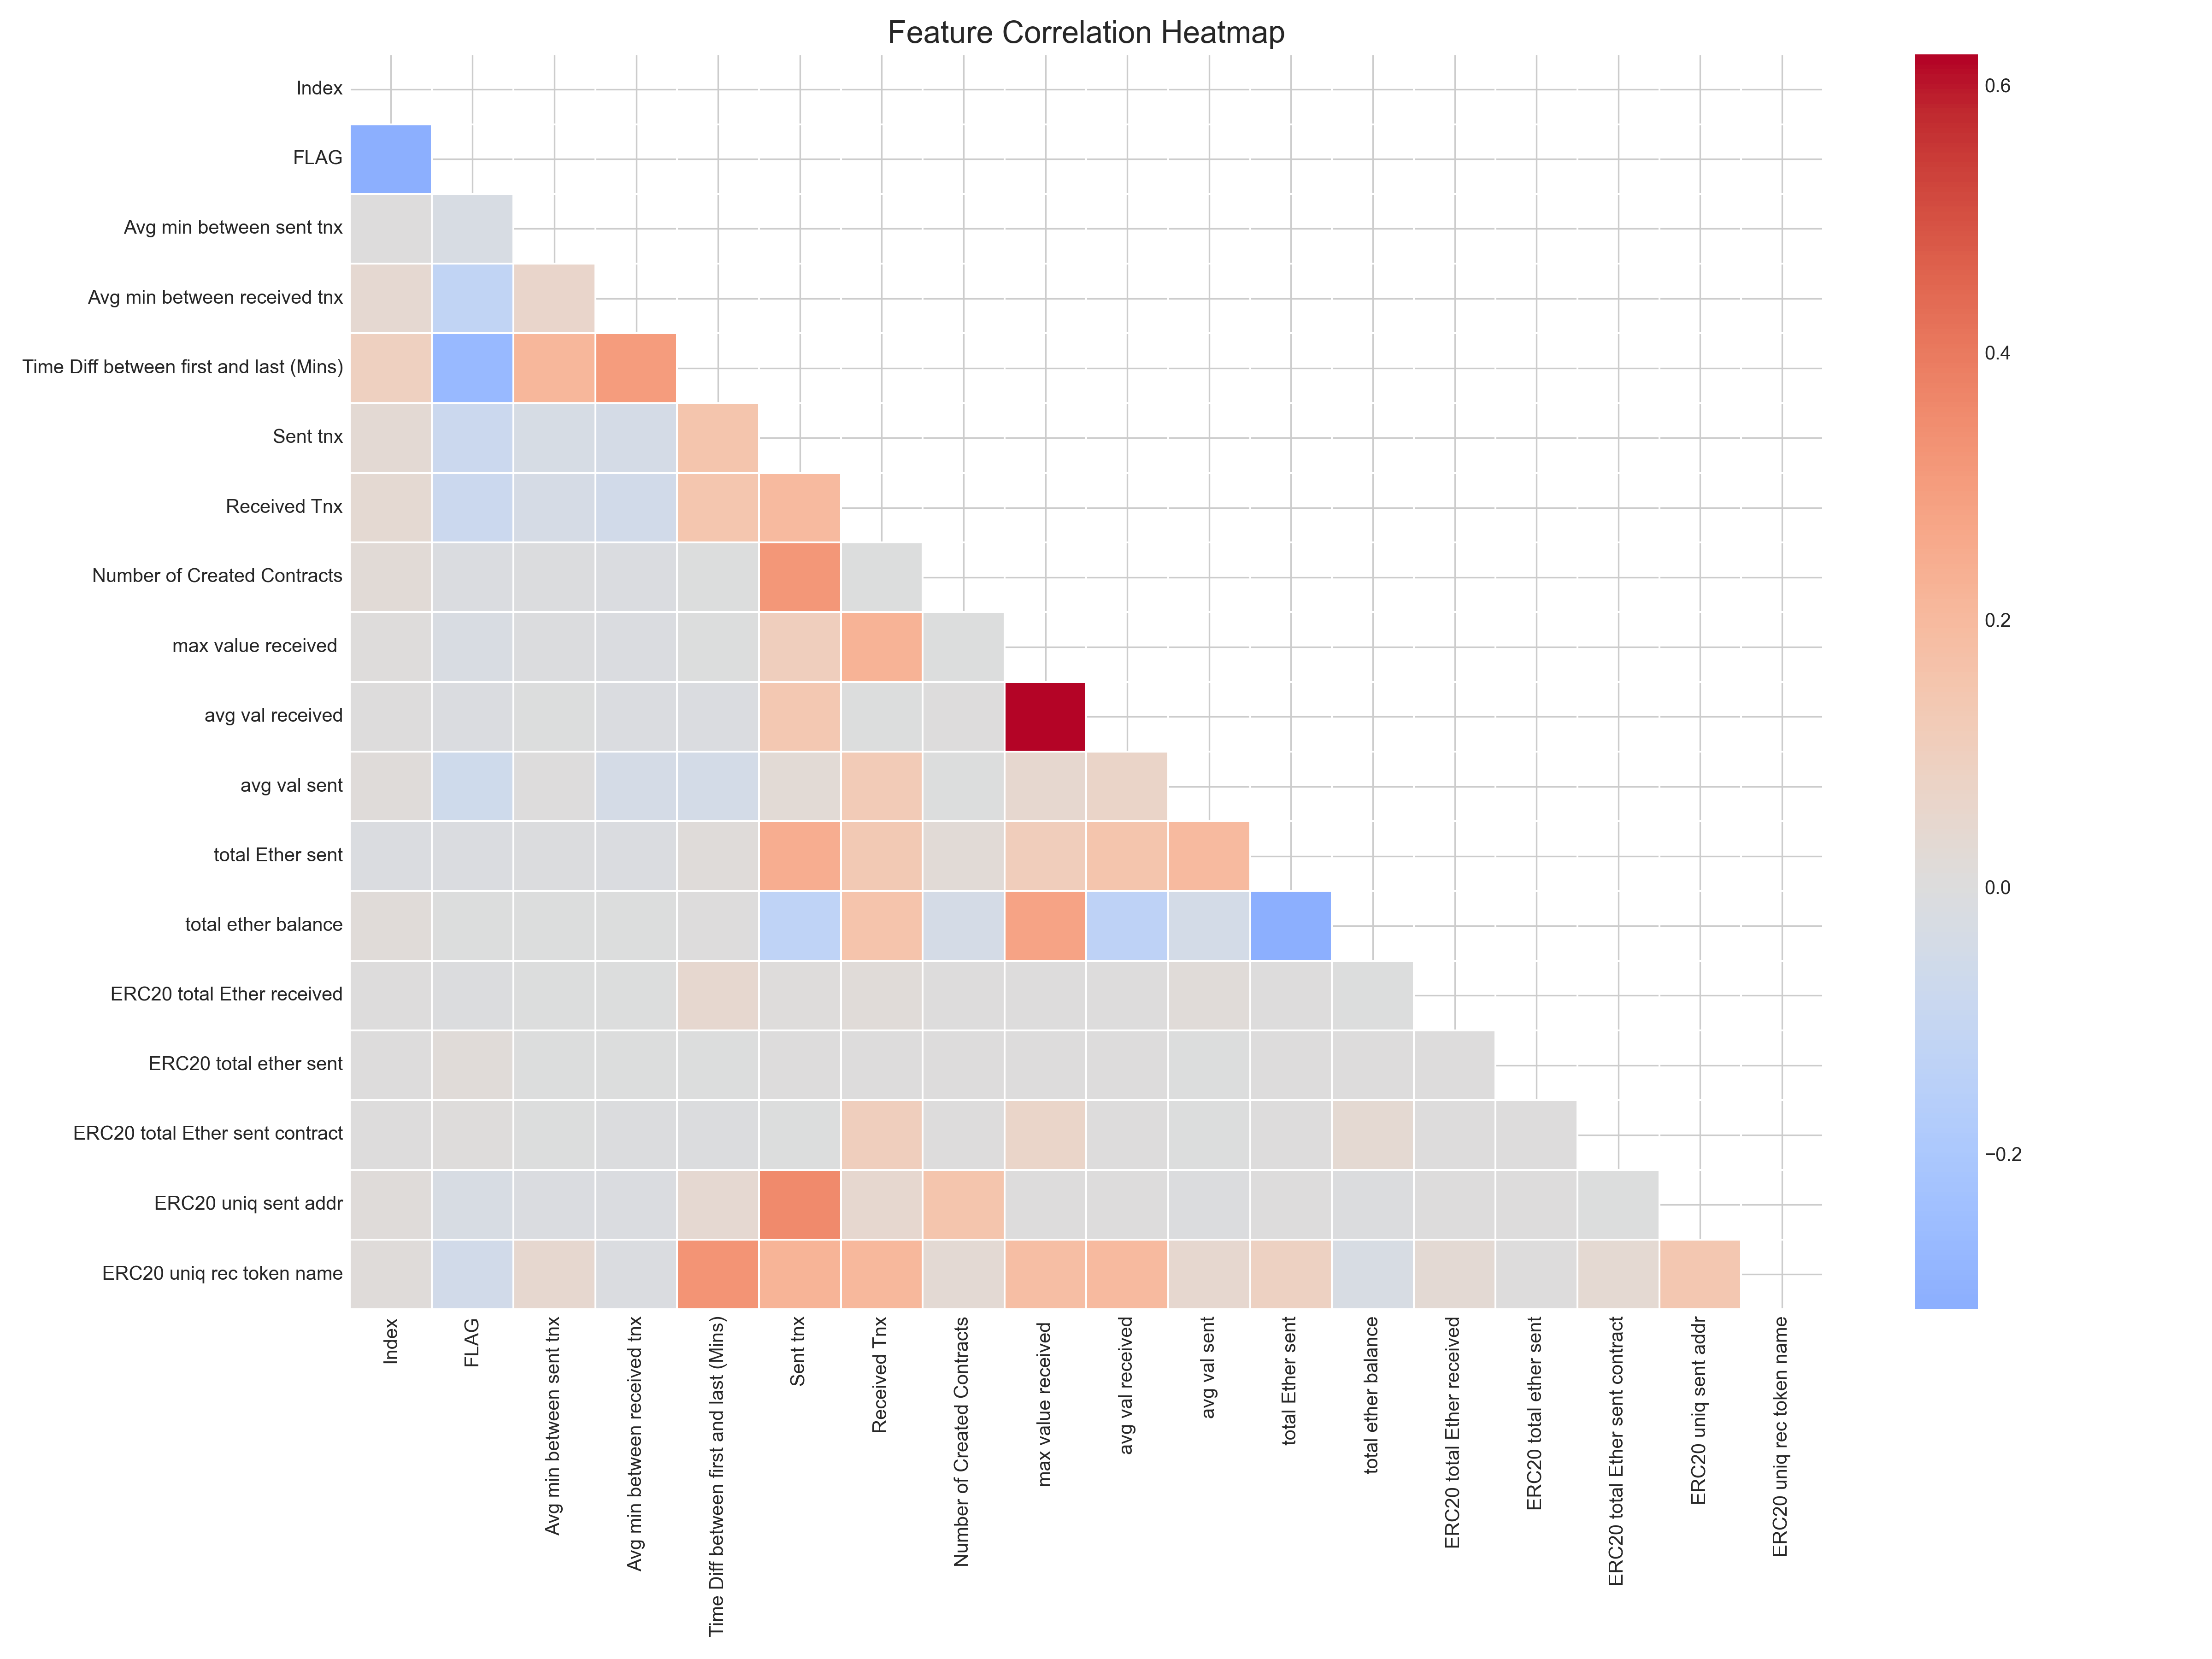 Feature Correlation Heatmap
Index
FLAG
Avg min between sent tnx
Avg min between received tnx
Time Diff between first and last (Mins)
Sent tnx
Received Tnx
Number of Created Contracts
max value received
avg val received
avg val sent
total Ether sent
total ether balance
ERC20 total Ether received
ERC20 total ether sent
ERC20 total Ether sent contract
ERC20 uniq sent addr
ERC20 uniq rec token name
Index
FLAG
Avg min between sent tnx
Avg min between received tnx
Time Diff between first and last (Mins)
Sent tnx
Received Tnx
Number of Created Contracts
max value received
avg val received
avg val sent
total Ether sent
total ether balance
ERC20 total Ether received
ERC20 total ether sent
ERC20 total Ether sent contract
ERC20 uniq sent addr
ERC20 uniq rec token name
0.6
0.4
0.2
0.0
−0.2